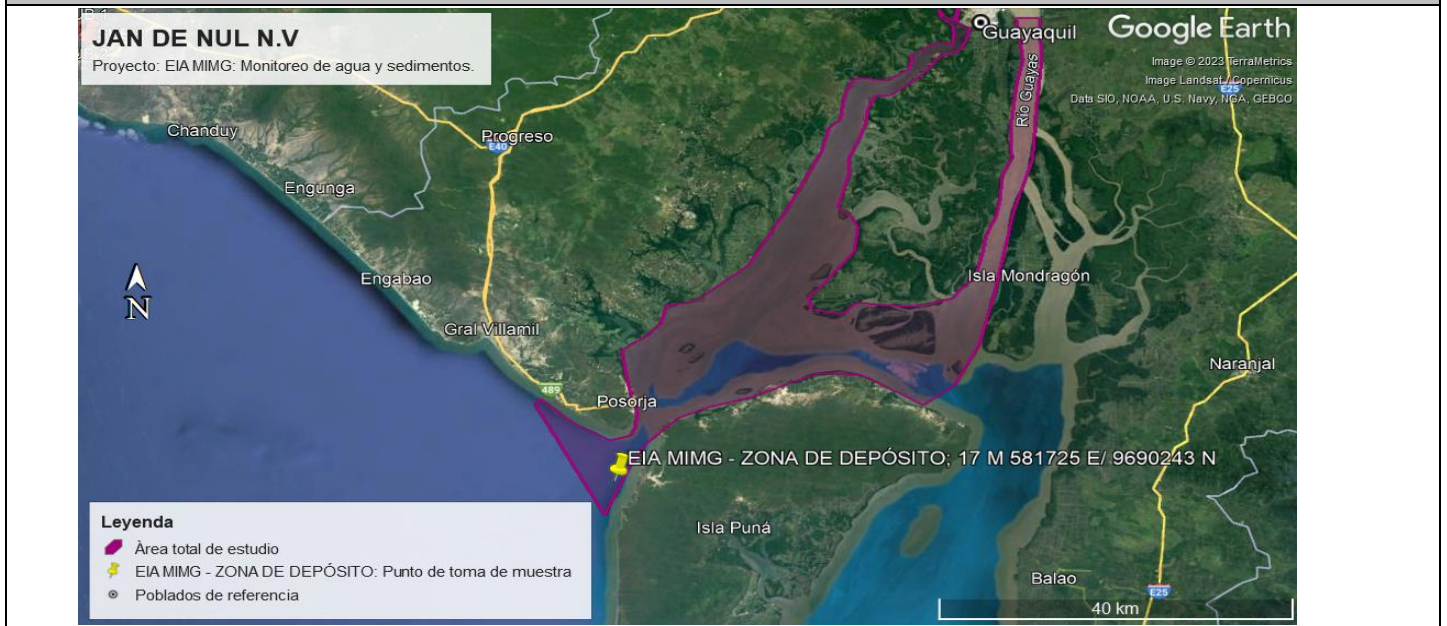 JAN DE NUL N.V
Proyecto: EIA MIMG: Monitoreo de agua y sedimentos.
Guayaquil
Google Earth
Image © 2023 TerraMetrics
Image Landsat / Copernicus
Data SIO, NOAA, U.S. Navy, NGA, GEBCO
E25
Rio Guayas
Chanduy
Progreso
E40
Engunga
Engabao
N
Isla Mondragón
Gral Villamil
Naranjal
489
Posorja
EIA MIMG - ZONA DE DEPÓSITO; 17 M 581725 E/ 9690243 N
Isla Puná
Balao
E25
40 km
Leyenda
Àrea total de estudio
EIA MIMG - ZONA DE DEPÓSITO: Punto de toma de muestra
Poblados de referencia